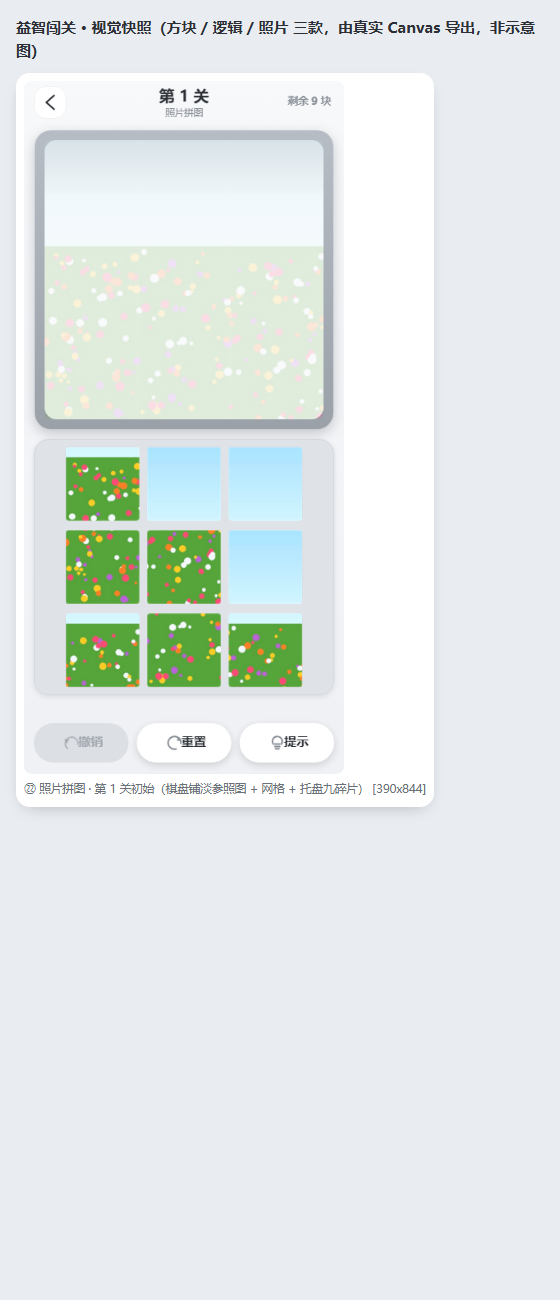 益智闯关 · 视觉快照（方块 / 逻辑 / 照片 三款，由真实 Canvas 导出，非示意
图）
第 1 关
照片拼图
剩余 9 块
撤销
重置
提示
㉒ 照片拼图 · 第 1 关初始（棋盘铺淡参照图 + 网格 + 托盘九碎片） [390x844]